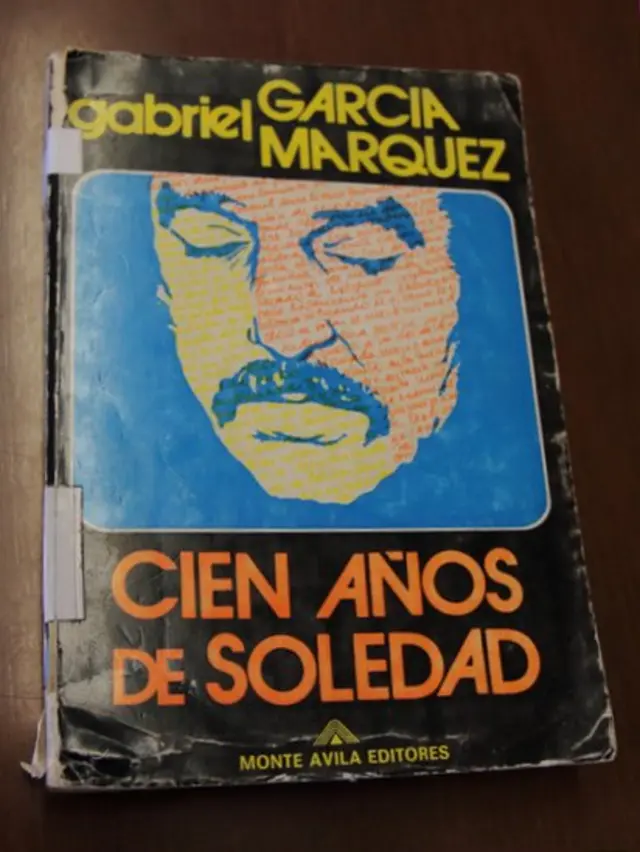 gabriel GARCIA
MARQUEZ
CIEN AÑOS
DE SOLEDAD
MONTE AVILA EDITORES